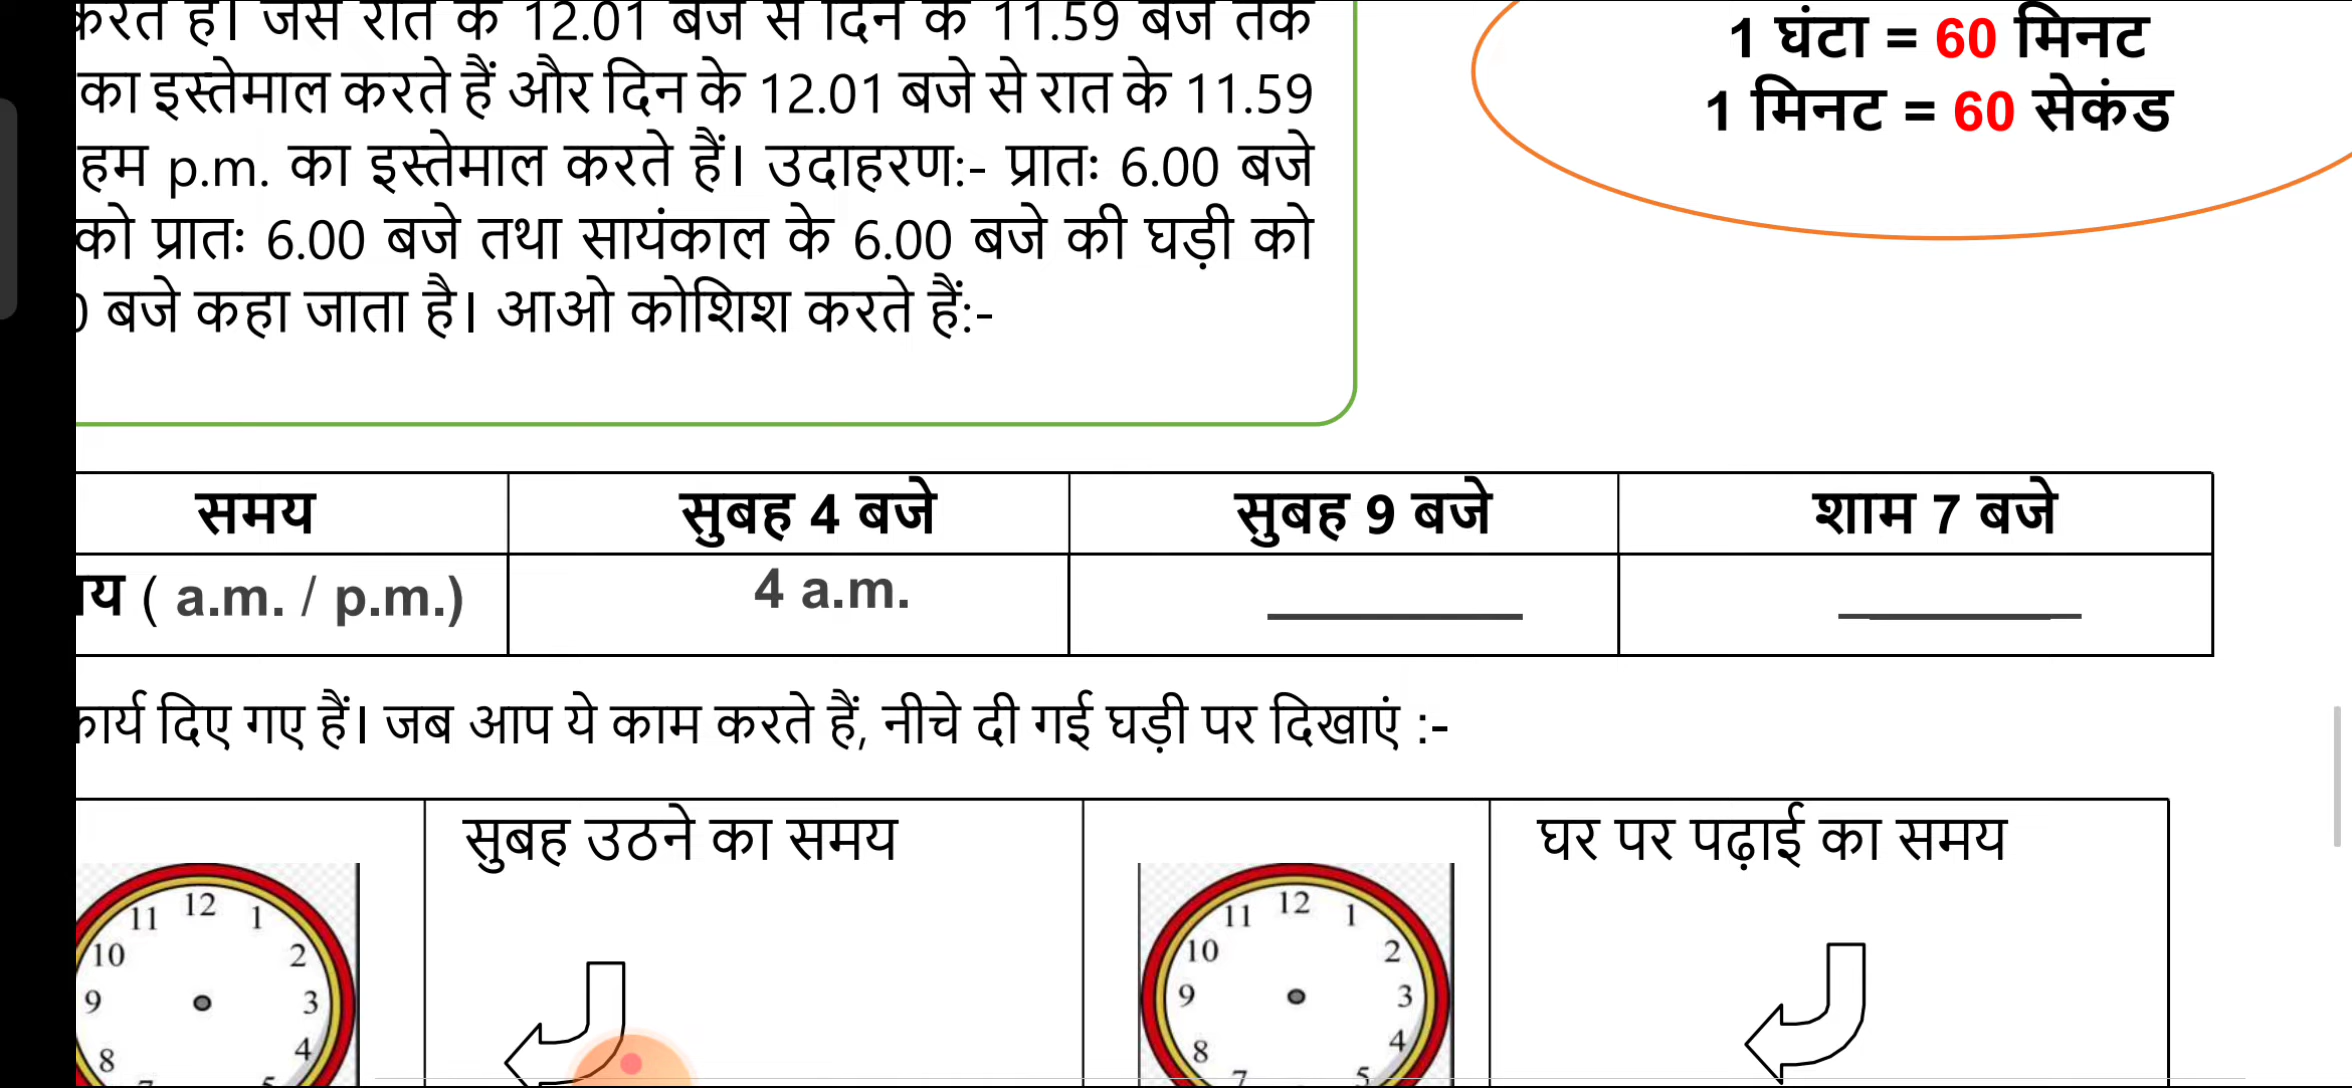 करते हैं। जैसे रात के 12.01 बजे से दिन के 11.59 बजे तक
का इस्तेमाल करते हैं और दिन के 12.01 बजे से रात के 11.59
हम p.m. का इस्तेमाल करते हैं। उदाहरण:- प्रातः 6.00 बजे
को प्रातः 6.00 बजे तथा सायंकाल के 6.00 बजे की घड़ी को
बजे कहा जाता है। आओ कोशिश करते हैं:-
1 घंटा = 60 मिनट
1 मिनट = 60 सेकंड
समय सुबह 4 बजे सुबह 9 बजे शाम 7 बजे
( a.m. / p.m.) 4 a.m. ________ ________
कार्य दिए गए हैं। जब आप ये काम करते हैं, नीचे दी गई घड़ी पर दिखाएं :-
सुबह उठने का समय
घर पर पढ़ाई का समय
11 12 1
10 2
9 3
8 4
11 12 1
10 2
9 3
8 4
7 5